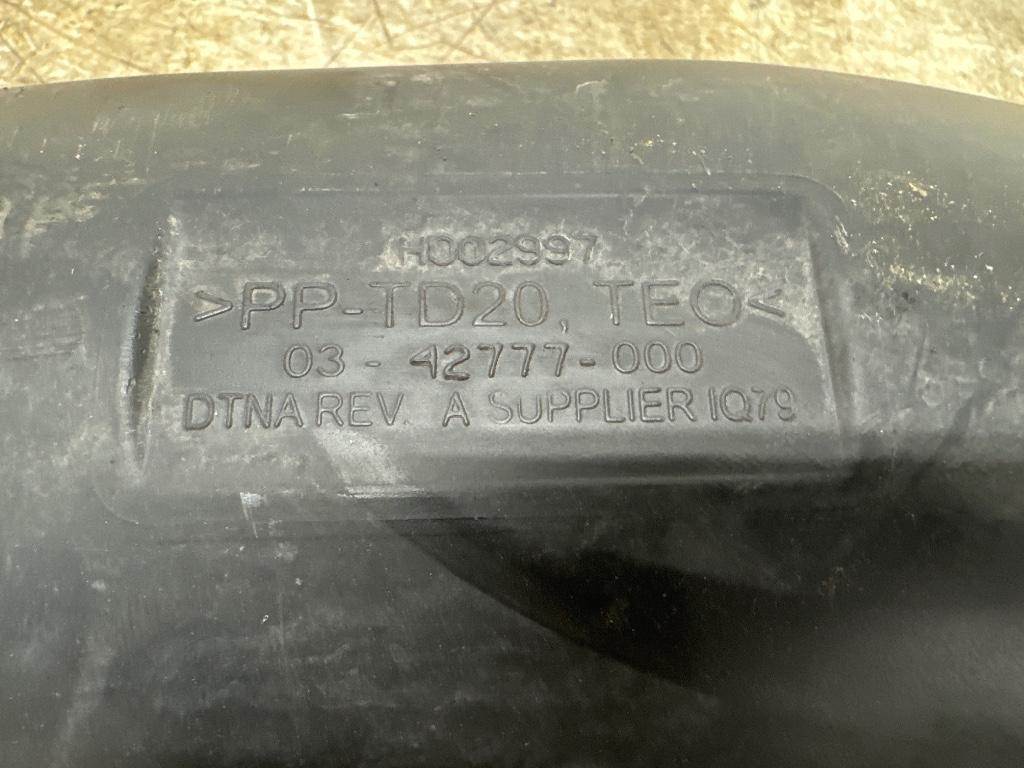 H002997
>PP-TD20, TEO<
03 - 42777-000
DTNA REV. A SUPPLIER IQ79